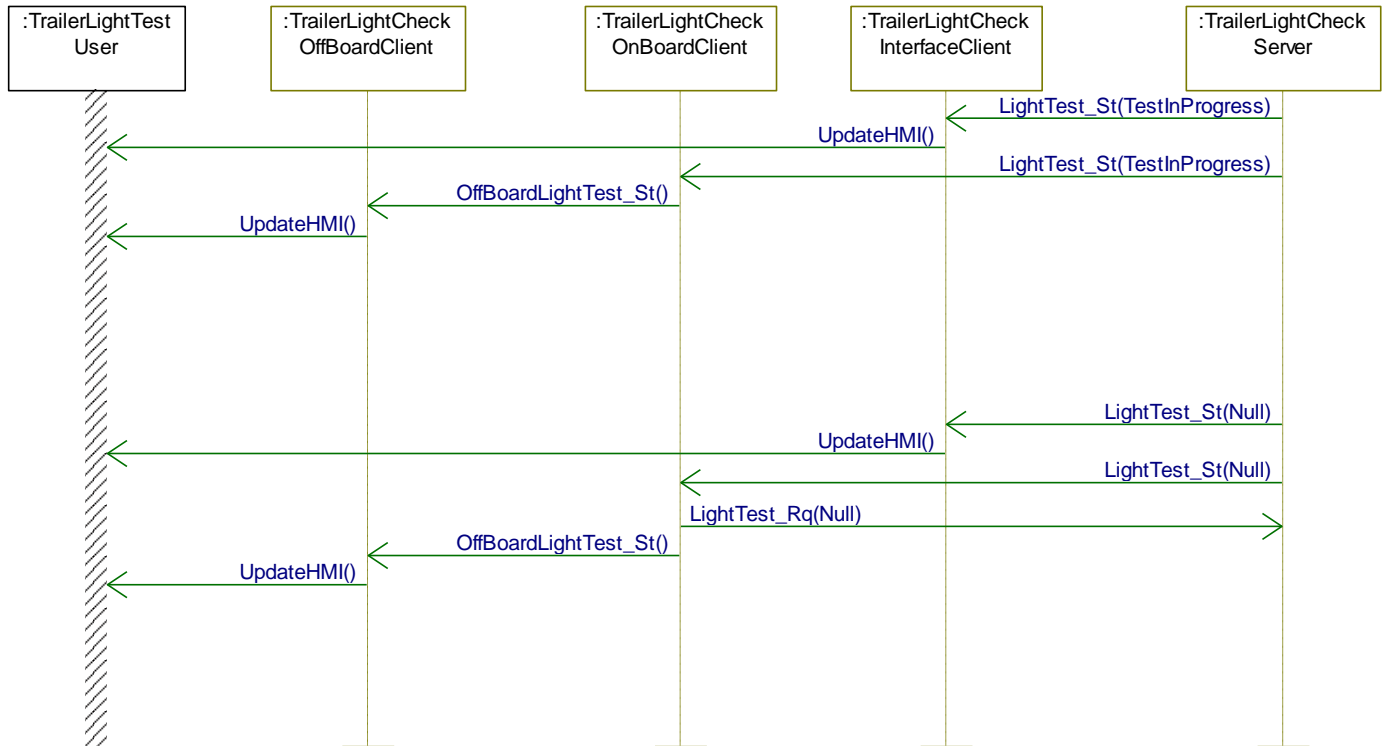 :TrailerLightTest
User
:TrailerLightCheck
OffBoardClient
:TrailerLightCheck
OnBoardClient
:TrailerLightCheck
InterfaceClient
:TrailerLightCheck
Server
LightTest_St(TestInProgress)
UpdateHMI()
LightTest_St(TestInProgress)
OffBoardLightTest_St()
UpdateHMI()
LightTest_St(Null)
UpdateHMI()
LightTest_St(Null)
LightTest_Rq(Null)
OffBoardLightTest_St()
UpdateHMI()